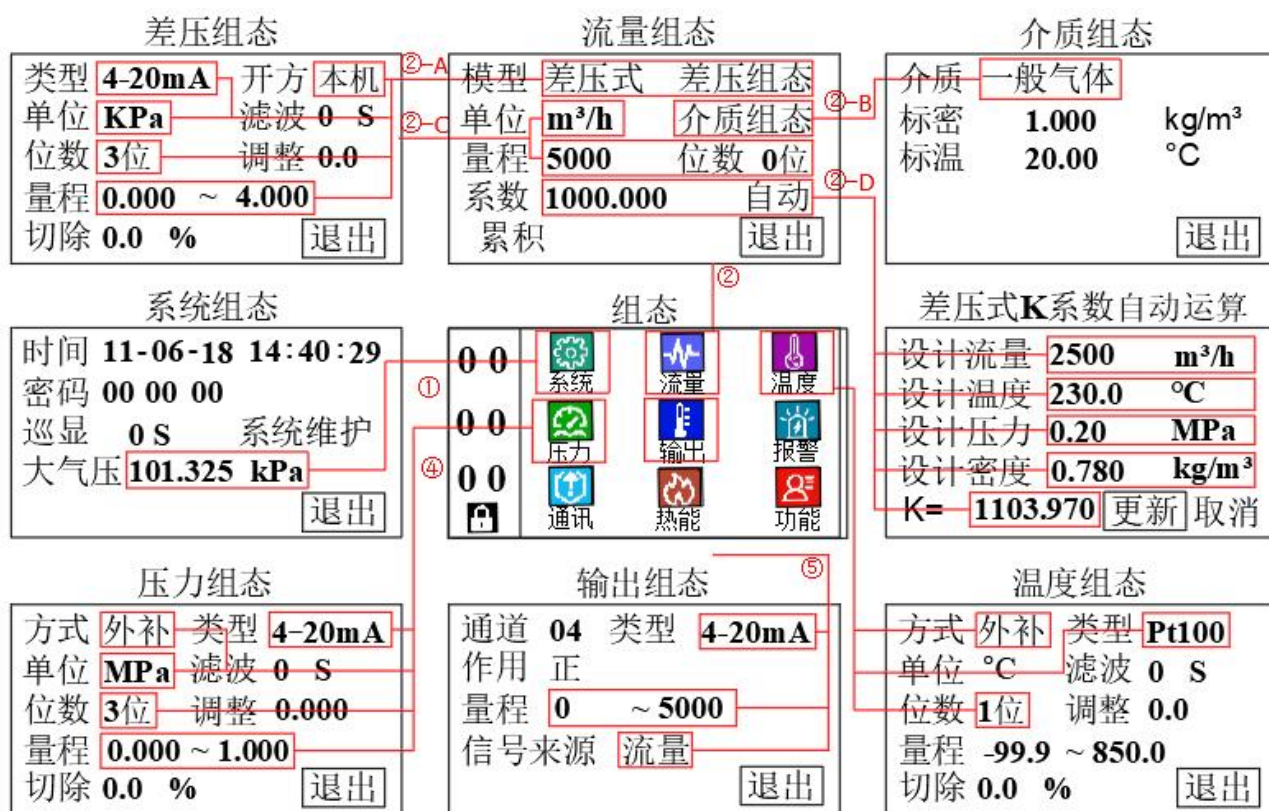 差压组态
类型 4-20mA 开方 本机
单位 KPa 滤波 0 S
位数 3位 调整 0.0
量程 0.000 ~ 4.000
切除 0.0 % 退出
②-A
②-C
流量组态
模型 差压式 差压组态
单位 m³/h 介质组态
量程 5000 位数 0位
系数 1000.000 自动
累积 退出
②-B
②-D
②
介质组态
介质 一般气体
标密 1.000 kg/m³
标温 20.00 °C
退出
系统组态
时间 11-06-18 14:40:29
密码 00 00 00
巡显 0 S 系统维护
大气压 101.325 kPa
退出
①
④
组态
0 0
系统 流量 温度
0 0
压力 输出 报警
0 0
通讯 热能 功能
差压式K系数自动运算
设计流量 2500 m³/h
设计温度 230.0 °C
设计压力 0.20 MPa
设计密度 0.780 kg/m³
K= 1103.970 更新 取消
压力组态
方式 外补 类型 4-20mA
单位 MPa 滤波 0 S
位数 3位 调整 0.000
量程 0.000 ~ 1.000
切除 0.0 % 退出
输出组态
⑤
通道 04 类型 4-20mA
作用 正
量程 0 ~ 5000
信号来源 流量
退出
温度组态
方式 外补 类型 Pt100
单位 °C 滤波 0 S
位数 1位 调整 0.0
量程 -99.9 ~ 850.0
切除 0.0 % 退出